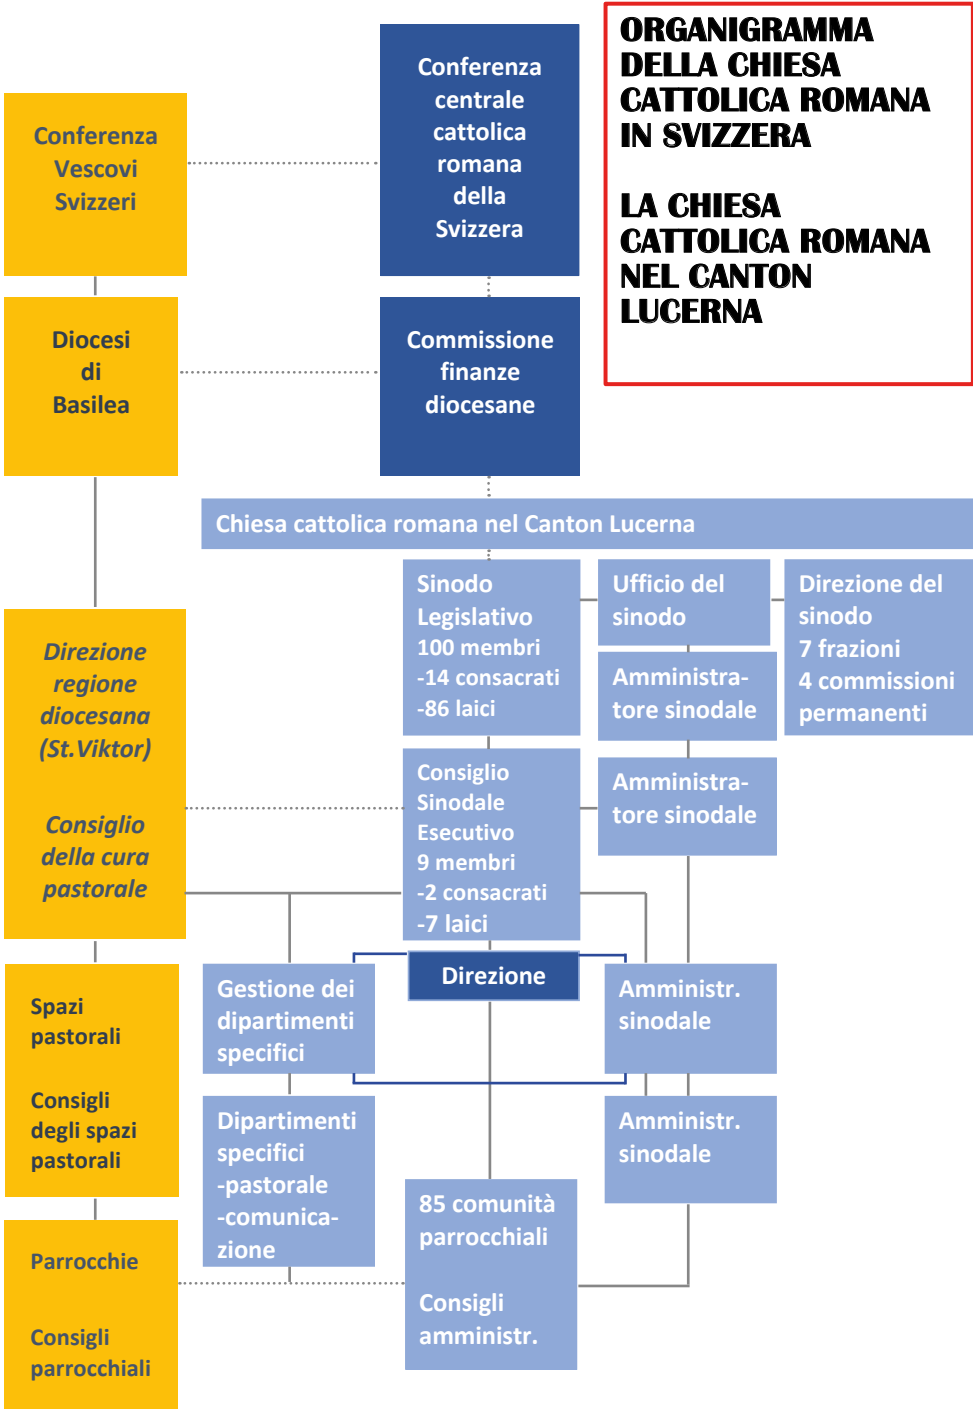 ORGANIGRAMMA
DELLA CHIESA
CATTOLICA ROMANA
IN SVIZZERA
LA CHIESA
CATTOLICA ROMANA
NEL CANTON
LUCERNA
Conferenza
Vescovi
Svizzeri
Conferenza
centrale
cattolica
romana
della
Svizzera
Diocesi
di
Basilea
Commissione
finanze
diocesane
Chiesa cattolica romana nel Canton Lucerna
Sinodo
Legislativo
100 membri
-14 consacrati
-86 laici
Ufficio del
sinodo
Direzione del
sinodo
7 frazioni
4 commissioni
permanenti
Amministra-
tore sinodale
Direzione
regione
diocesana
(St.Viktor)
Consiglio
della cura
pastorale
Consiglio
Sinodale
Esecutivo
9 membri
-2 consacrati
-7 laici
Amministra-
tore sinodale
Direzione
Spazi
pastorali
Consigli
degli spazi
pastorali
Gestione dei
dipartimenti
specifici
Amministr.
sinodale
Dipartimenti
specifici
-pastorale
-comunica-
zione
Amministr.
sinodale
85 comunità
parrocchiali
Consigli
amministr.
Parrocchie
Consigli
parrocchiali